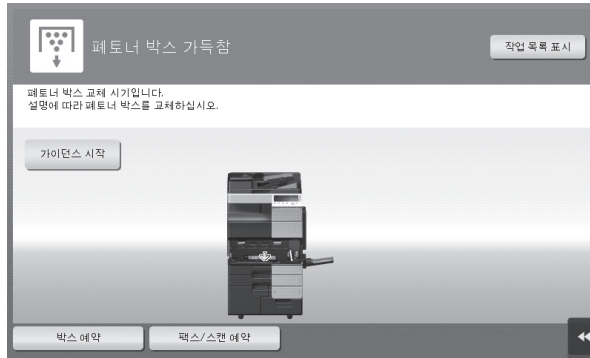 폐토너 박스 가득참
작업 목록 표시
폐토너 박스 교체 시기입니다.
설명에 따라 폐토너 박스를 교체하십시오.
가이던스 시작
박스 예약
팩스/스캔 예약